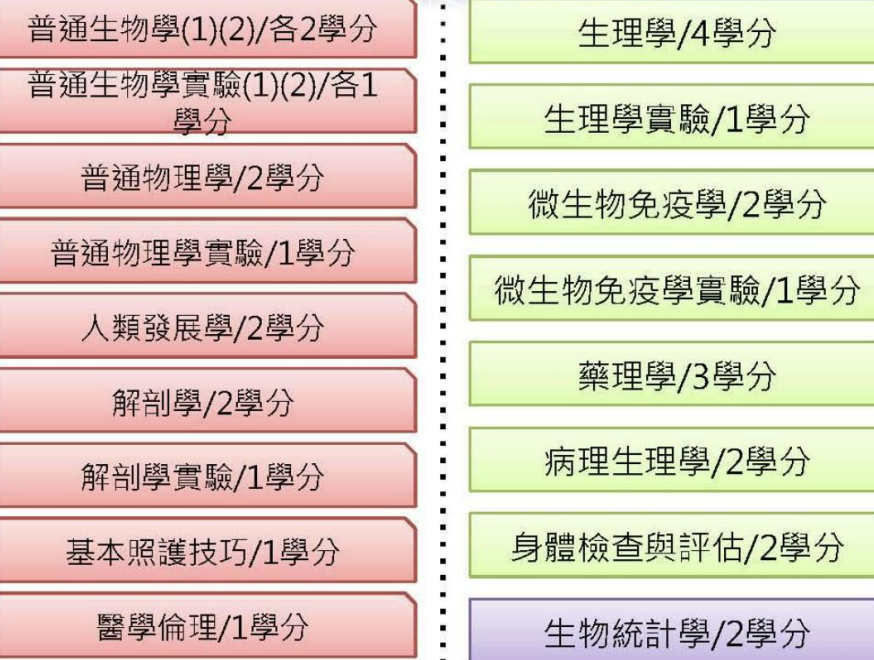 普通生物學(1)(2)/各2學分
普通生物學實驗(1)(2)/各1
學分
普通物理學/2學分
普通物理學實驗/1學分
人類發展學/2學分
解剖學/2學分
解剖學實驗/1學分
基本照護技巧/1學分
醫學倫理/1學分
生理學/4學分
生理學實驗/1學分
微生物免疫學/2學分
微生物免疫學實驗/1學分
藥理學/3學分
病理生理學/2學分
身體檢查與評估/2學分
生物統計學/2學分